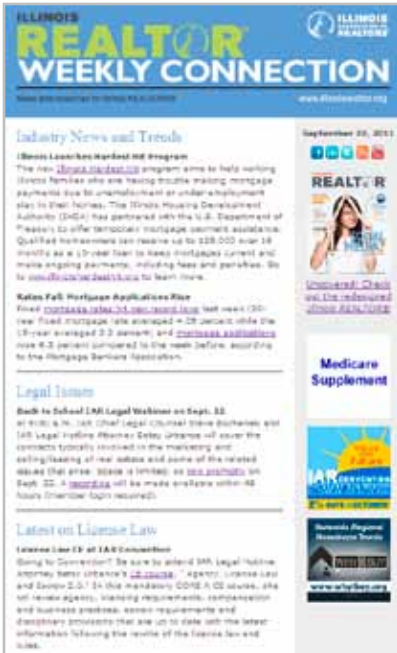 ILLINOIS
REALTOR
WEEKLY CONNECTION
ILLINOIS
ASSOCIATION OF
REALTORS
www.illinoisrealtor.org
Industry News and Trends
Illinois Launches Hardest Hit Program
The new Illinois Hardest Hit program aims to help working
Illinois families who are having trouble making mortgage
payments due to unemployment or under-employment
stay in their homes. The Illinois Housing Development
Authority (IHDA) has partnered with the U.S. Department of
Treasury to offer temporary mortgage payment assistance.
Qualified homeowners can receive up to $25,000 over 18
months as a 10-year loan to keep mortgages current and
make ongoing payments, including fees and penalties. Go
to www.illinoishardesthit.org to learn more.
Rates Fall, Mortgage Applications Rise
Fixed mortgage rates hit new record lows last week (30-
year fixed mortgage rate averaged percent while the
15-year averaged 3.3 percent) and mortgage applications
rose 6.3 percent compared to the week before, according
to the Mortgage Bankers Association.
Legal Issues
Back to School IAR Legal Webinar on Sept. 22
a.m., IAR Chief Legal Counsel Steve Bochenek and
IAR Legal Hotline Attorney Betsy Urbance will cover the
contracts typically involved in the marketing and
selling/leasing of real estate and some of the related
issues that arise. Space is limited, so join promptly on
Sept. 22. A recording will be made available within 48
hours (member login required).
Latest on License Law
License Law CE at IAR Convention
Going to Convention? Be sure to attend IAR Legal Hotline
Attorney Betsy Urbance's CE course, "Agency, License Law
and Escrow 2.0." In this mandatory CORE A CE course, she
will review agency, licensing requirements, compensation
and business practices, escrow requirements and
disciplinary provisions that are up to date with the latest
information following the rewrite of the license law and
rules.
September 20, 2011
REALTOR
Uncovered! Check
out the redesigned
Illinois REALTOR
Medicare
Supplement
IAR